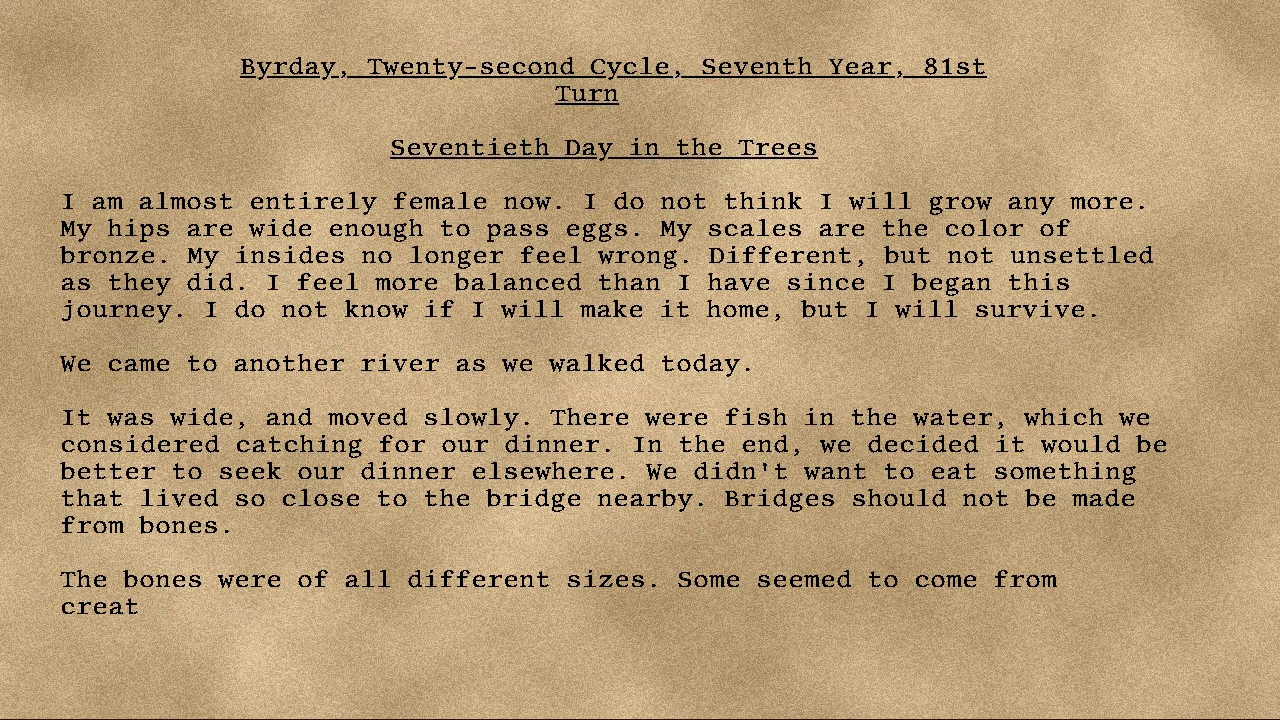 Byrday, Twenty-second Cycle, Seventh Year, 81st
Turn
Seventieth Day in the Trees
I am almost entirely female now. I do not think I will grow any more.
My hips are wide enough to pass eggs. My scales are the color of
bronze. My insides no longer feel wrong. Different, but not unsettled
as they did. I feel more balanced than I have since I began this
journey. I do not know if I will make it home, but I will survive.
We came to another river as we walked today.
It was wide, and moved slowly. There were fish in the water, which we
considered catching for our dinner. In the end, we decided it would be
better to seek our dinner elsewhere. We didn't want to eat something
that lived so close to the bridge nearby. Bridges should not be made
from bones.
The bones were of all different sizes. Some seemed to come from
creat